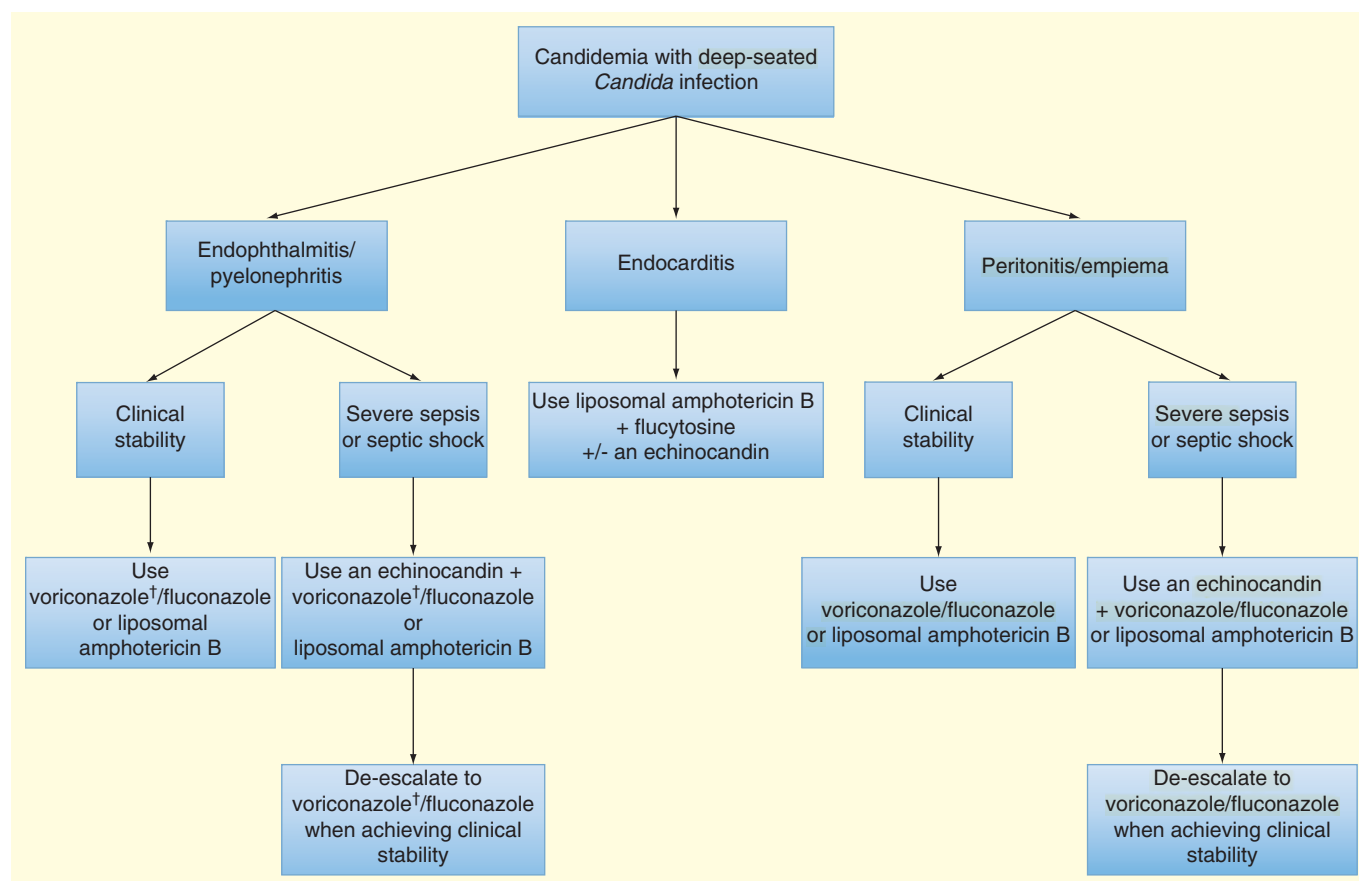 Candidemia with deep-seated
Candida infection
Endophthalmitis/
pyelonephritis
Endocarditis
Peritonitis/empiema
Clinical
stability
Severe sepsis
or septic shock
Use liposomal amphotericin B
+ flucytosine
+/- an echinocandin
Clinical
stability
Severe sepsis
or septic shock
Use
voriconazole†/fluconazole
or liposomal
amphotericin B
Use an echinocandin +
voriconazole†/fluconazole
or
liposomal amphotericin B
Use
voriconazole/fluconazole
or liposomal amphotericin B
Use an echinocandin
+ voriconazole/fluconazole
or liposomal amphotericin B
De-escalate to
voriconazole†/fluconazole
when achieving clinical
stability
De-escalate to
voriconazole/fluconazole
when achieving clinical
stability